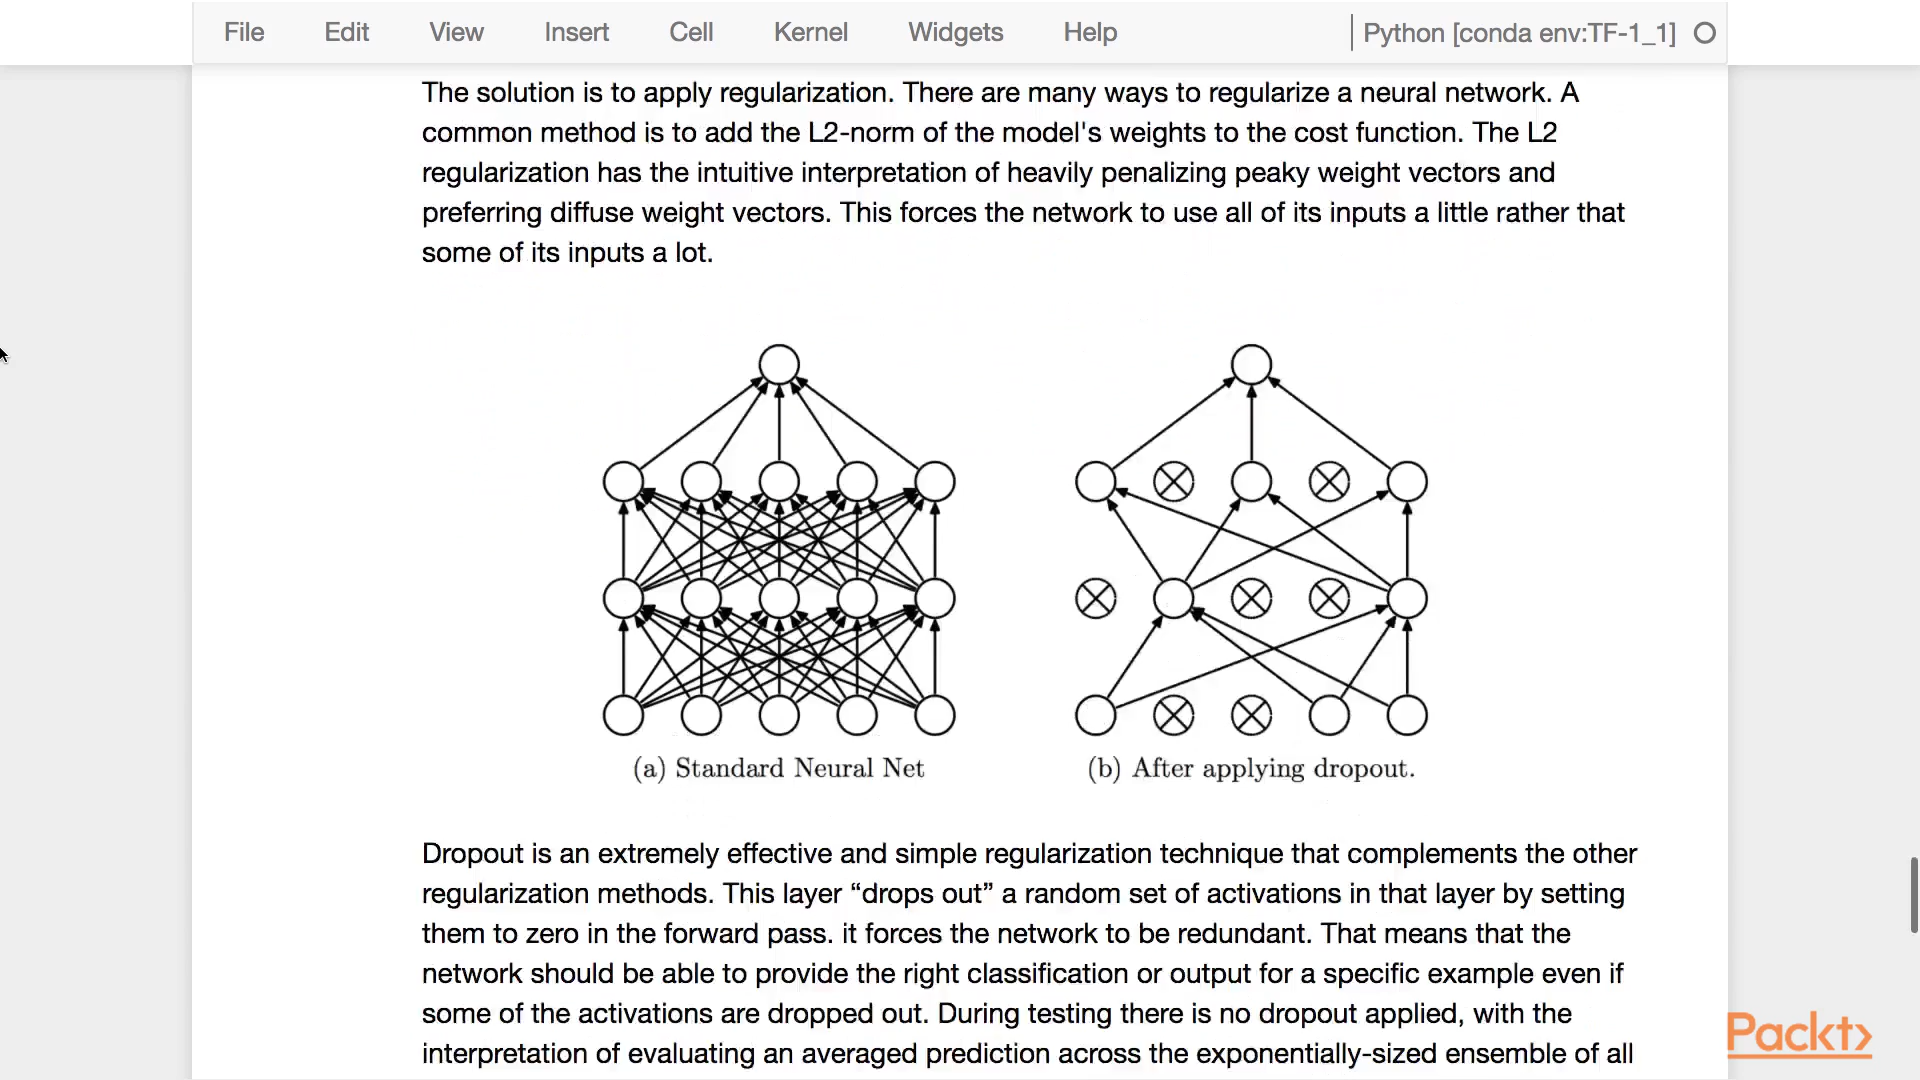 File Edit View Insert Cell Kernel Widgets Help Python [conda env:TF-1_1]
The solution is to apply regularization. There are many ways to regularize a neural network. A
common method is to add the L2-norm of the model's weights to the cost function. The L2
regularization has the intuitive interpretation of heavily penalizing peaky weight vectors and
preferring diffuse weight vectors. This forces the network to use all of its inputs a little rather that
some of its inputs a lot.
(a) Standard Neural Net
(b) After applying dropout.
Dropout is an extremely effective and simple regularization technique that complements the other
regularization methods. This layer “drops out” a random set of activations in that layer by setting
them to zero in the forward pass. it forces the network to be redundant. That means that the
network should be able to provide the right classification or output for a specific example even if
some of the activations are dropped out. During testing there is no dropout applied, with the
interpretation of evaluating an averaged prediction across the exponentially-sized ensemble of all
Packt>